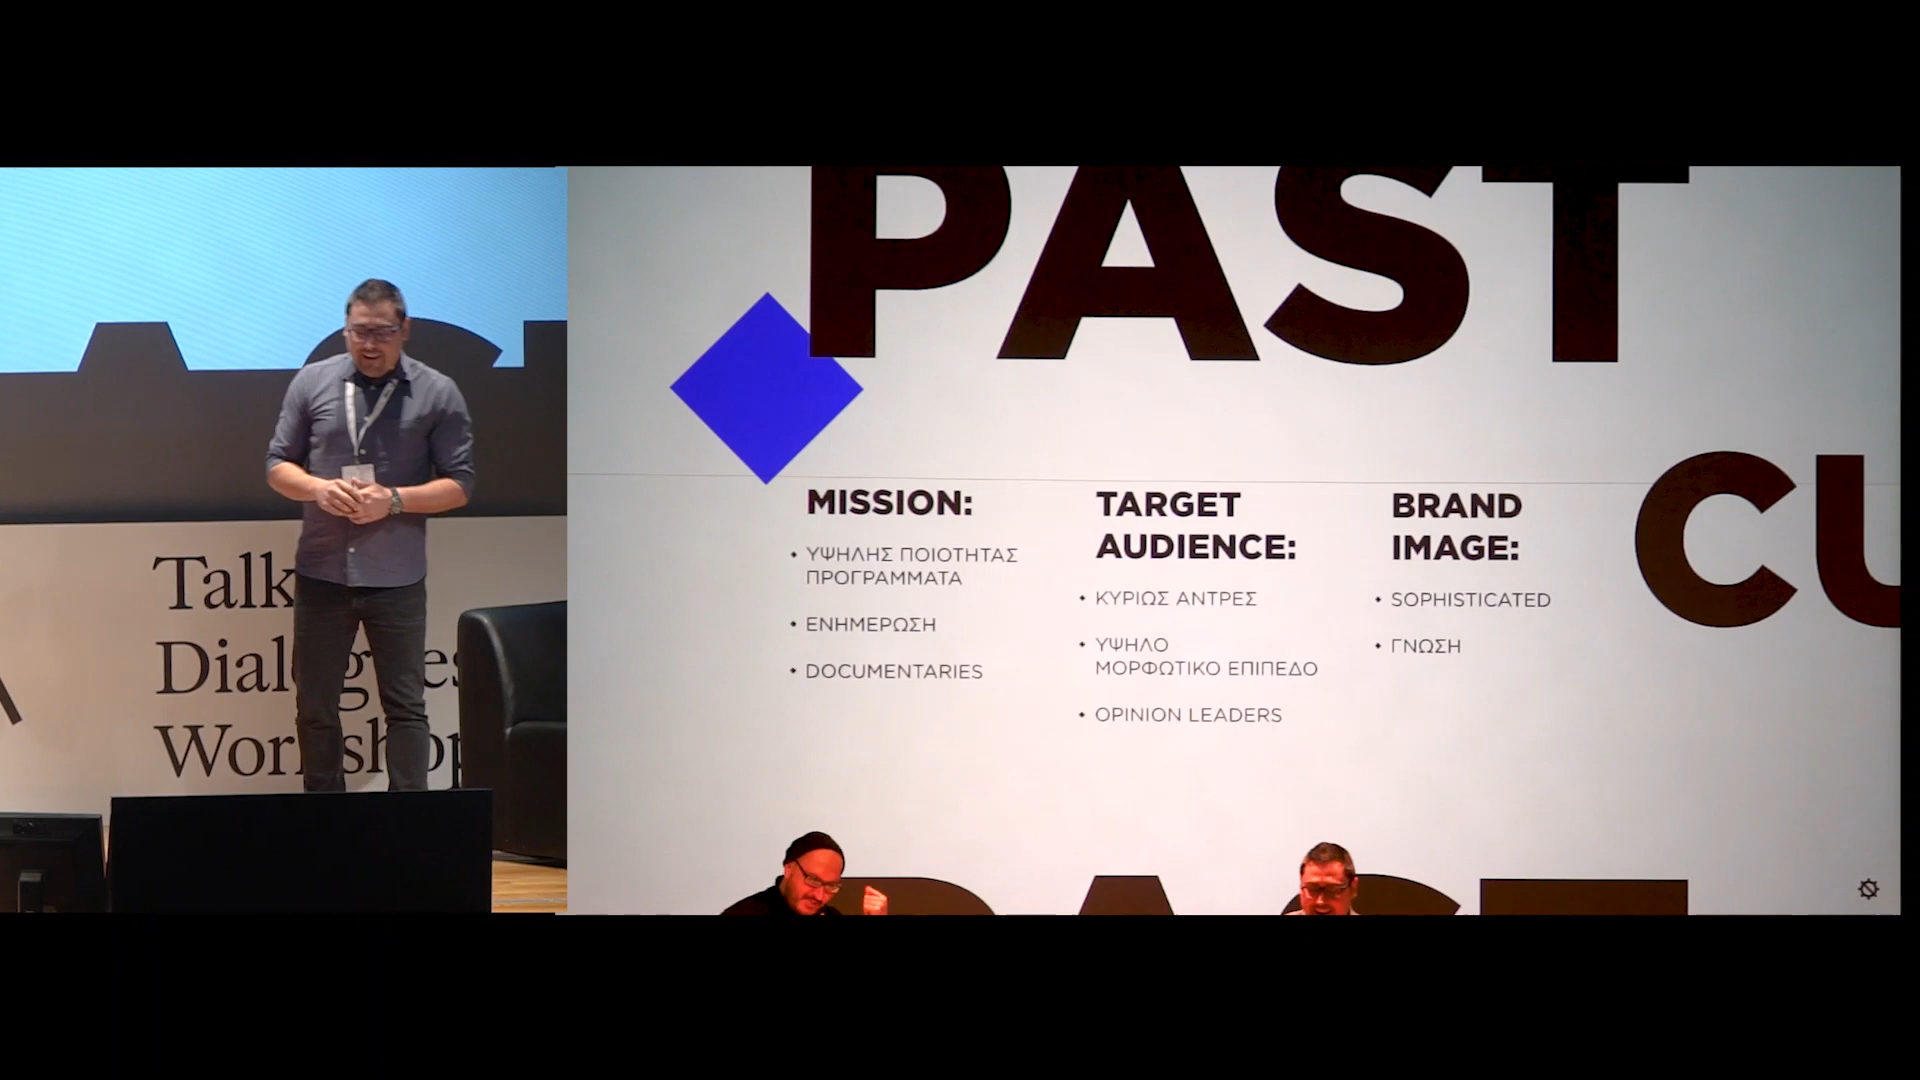 PAST
MISSION:
• ΥΨΗΛΗΣ ΠΟΙΟΤΗΤΑΣ
ΠΡΟΓΡΑΜΜΑΤΑ
• ΕΝΗΜΕΡΩΣΗ
• DOCUMENTARIES
TARGET
AUDIENCE:
• ΚΥΡΙΩΣ ΑΝΤΡΕΣ
• ΥΨΗΛΟ
ΜΟΡΦΩΤΙΚΟ ΕΠΙΠΕΔΟ
• OPINION LEADERS
BRAND
IMAGE:
• SOPHISTICATED
• ΓΝΩΣΗ
CU
Talk
Dialogues
Workshop